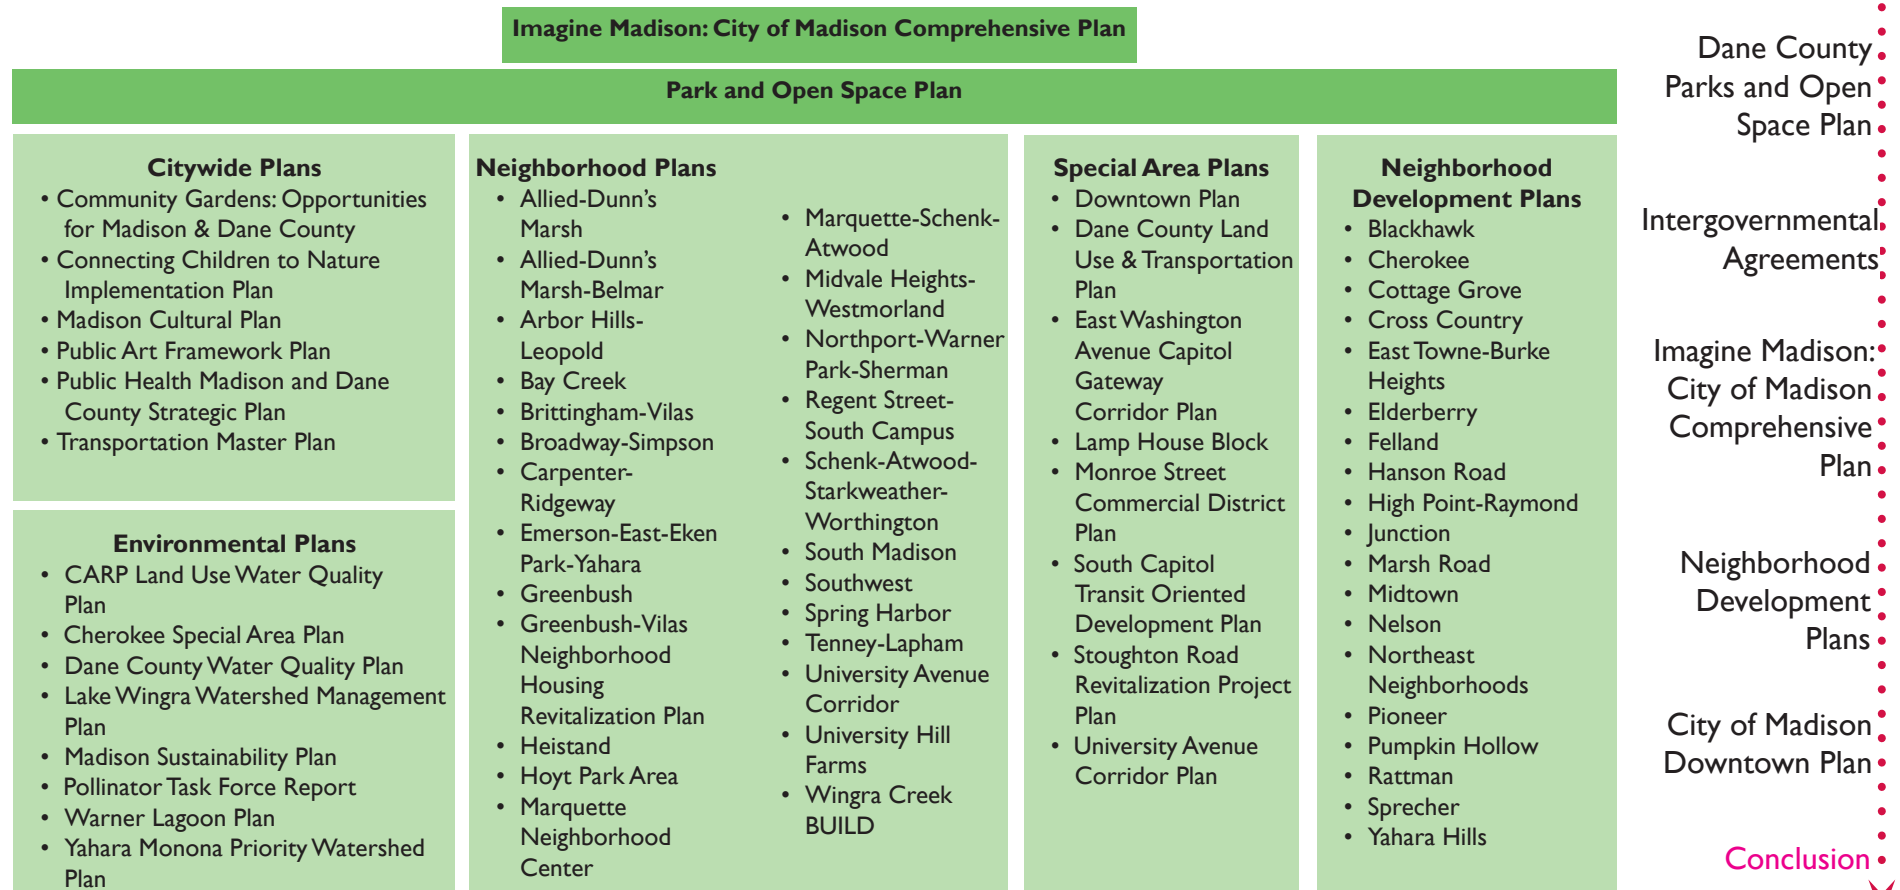 Imagine Madison: City of Madison Comprehensive Plan
Park and Open Space Plan
Citywide Plans
• Community Gardens: Opportunities
for Madison & Dane County
• Connecting Children to Nature
Implementation Plan
• Madison Cultural Plan
• Public Art Framework Plan
• Public Health Madison and Dane
County Strategic Plan
• Transportation Master Plan
Environmental Plans
• CARP Land Use Water Quality
Plan
• Cherokee Special Area Plan
• Dane County Water Quality Plan
• Lake Wingra Watershed Management
Plan
• Madison Sustainability Plan
• Pollinator Task Force Report
• Warner Lagoon Plan
• Yahara Monona Priority Watershed
Plan
Neighborhood Plans
• Allied-Dunn's
Marsh
• Allied-Dunn's
Marsh-Belmar
• Arbor Hills-
Leopold
• Bay Creek
• Brittingham-Vilas
• Broadway-Simpson
• Carpenter-
Ridgeway
• Emerson-East-Eken
Park-Yahara
• Greenbush
• Greenbush-Vilas
Neighborhood
Housing
Revitalization Plan
• Heistand
• Hoyt Park Area
• Marquette
Neighborhood
Center
• Marquette-Schenk-
Atwood
• Midvale Heights-
Westmorland
• Northport-Warner
Park-Sherman
• Regent Street-
South Campus
• Schenk-Atwood-
Starkweather-
Worthington
• South Madison
• Southwest
• Spring Harbor
• Tenney-Lapham
• University Avenue
Corridor
• University Hill
Farms
• Wingra Creek
BUILD
Special Area Plans
• Downtown Plan
• Dane County Land
Use & Transportation
Plan
• East Washington
Avenue Capitol
Gateway
Corridor Plan
• Lamp House Block
• Monroe Street
Commercial District
Plan
• South Capitol
Transit Oriented
Development Plan
• Stoughton Road
Revitalization Project
Plan
• University Avenue
Corridor Plan
Neighborhood
Development Plans
• Blackhawk
• Cherokee
• Cottage Grove
• Cross Country
• East Towne-Burke
Heights
• Elderberry
• Felland
• Hanson Road
• High Point-Raymond
• Junction
• Marsh Road
• Midtown
• Nelson
• Northeast
Neighborhoods
• Pioneer
• Pumpkin Hollow
• Rattman
• Sprecher
• Yahara Hills
Dane County
Parks and Open
Space Plan
Intergovernmental
Agreements
Imagine Madison:
City of Madison
Comprehensive
Plan
Neighborhood
Development
Plans
City of Madison
Downtown Plan
Conclusion